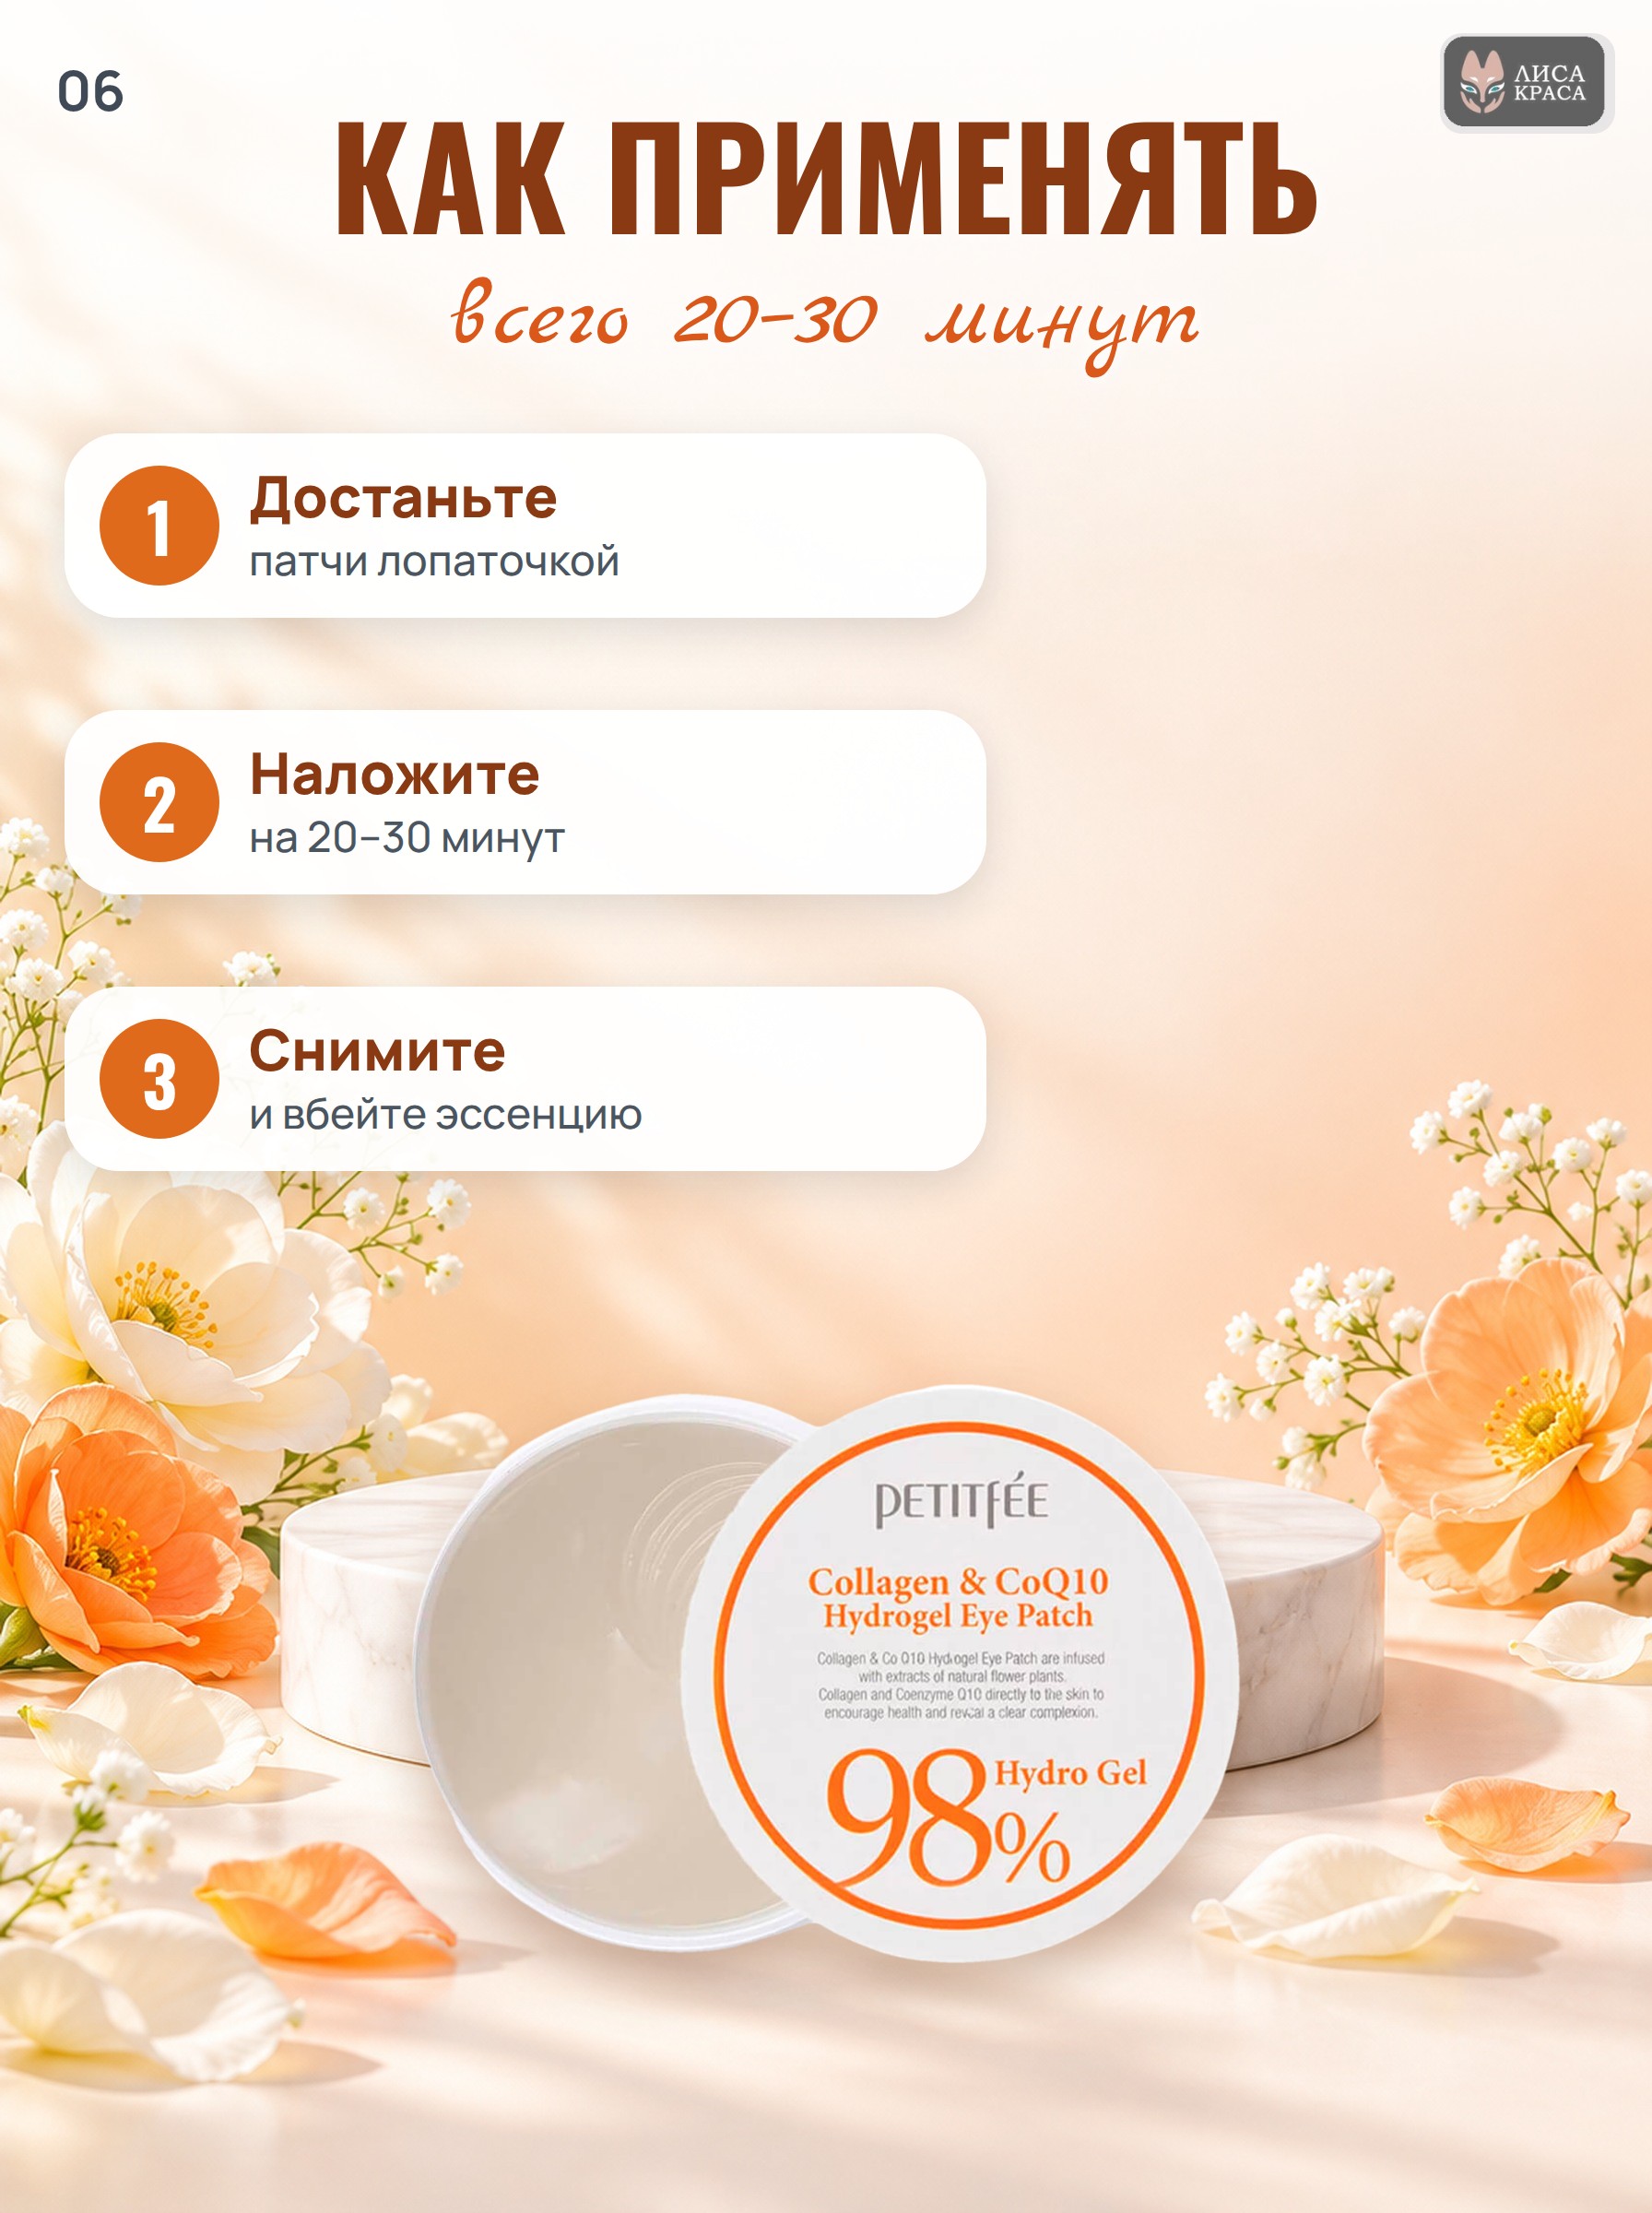 06
ЛИСА
КРАСА
КАК ПРИМЕНЯТЬ
всего 20-30 минут
1
Достаньте
патчи лопаточкой
2
Наложите
на 20–30 минут
3
Снимите
и вбейте эссенцию
PETITFÉE
Collagen & CoQ10
Hydrogel Eye Patch
Collagen & Co Q10 Hydrogel Eye Patch are infused
with extracts of natural flower plants.
Collagen and Coenzyme Q10 directly to the skin to
encourage health and reveal a clear complexion.
98% Hydro Gel